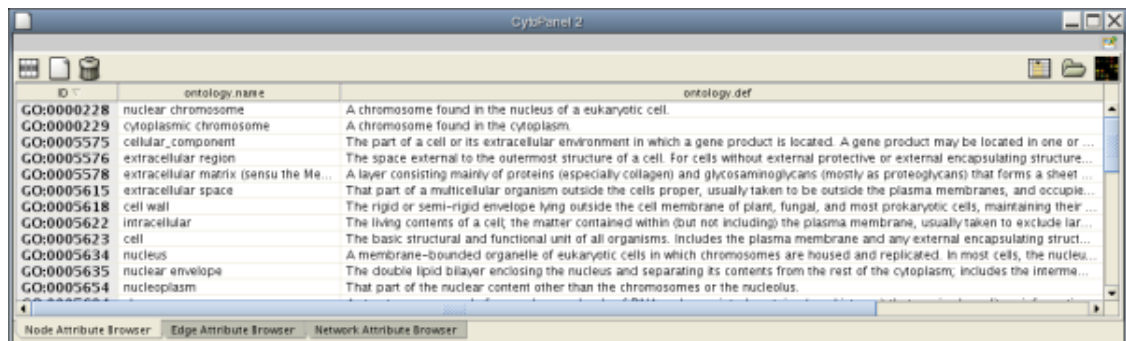 CytoPanel 2
ID ontology.name ontology.def
GO:0000228 nuclear chromosome A chromosome found in the nucleus of a eukaryotic cell.
GO:0000229 cytoplasmic chromosome A chromosome found in the cytoplasm.
GO:0005575 cellular_component The part of a cell or its extracellular environment in which a gene product is located. A gene product may be located in one or ...
GO:0005576 extracellular region The space external to the outermost structure of a cell. For cells without external protective or external encapsulating structure...
GO:0005578 extracellular matrix (sensu the Me... A layer consisting mainly of proteins (especially collagen) and glycosaminoglycans (mostly as proteoglycans) that forms a sheet ...
GO:0005615 extracellular space That part of a multicellular organism outside the cells proper, usually taken to be outside the plasma membranes, and occupie...
GO:0005618 cell wall The rigid or semi-rigid envelope lying outside the cell membrane of plant, fungal, and most prokaryotic cells, maintaining their ...
GO:0005622 intracellular The living contents of a cell; the matter contained within (but not including) the plasma membrane, usually taken to exclude lar...
GO:0005623 cell The basic structural and functional unit of all organisms. Includes the plasma membrane and any external encapsulating struct...
GO:0005634 nucleus A membrane-bounded organelle of eukaryotic cells in which chromosomes are housed and replicated. In most cells, the nucleu...
GO:0005635 nuclear envelope The double lipid bilayer enclosing the nucleus and separating its contents from the rest of the cytoplasm; includes the interme...
GO:0005654 nucleoplasm That part of the nuclear content other than the chromosomes or the nucleolus.
Node Attribute Browser Edge Attribute Browser Network Attribute Browser